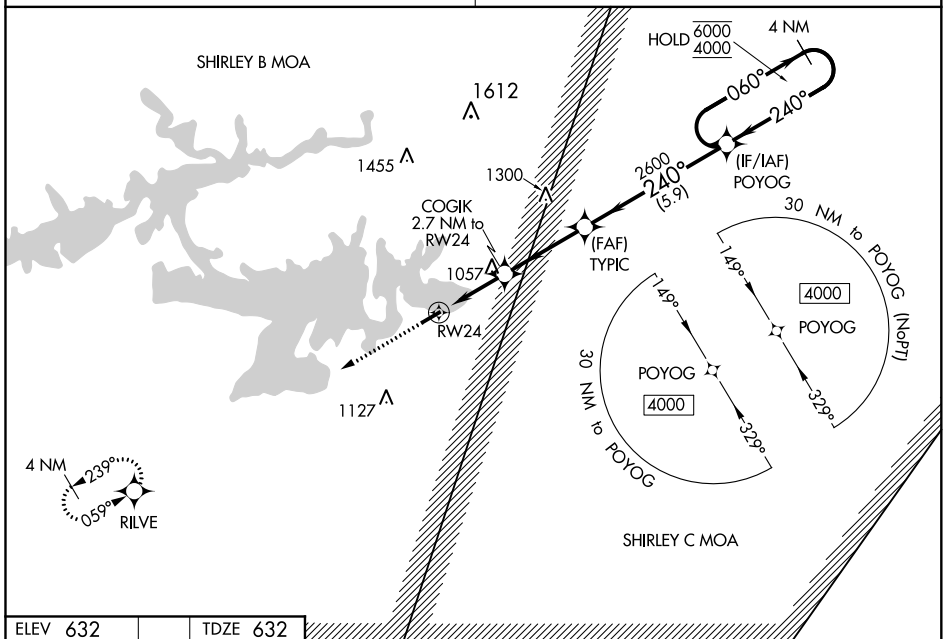 SHIRLEY B MOA
HOLD 6000
4000
4 NM
060°
240°
1612
1455
1300
2600
240°
(5.9)
(IF/IAF)
POYOG
COGIK
2.7 NM to
RW24
1057
(FAF)
TYPIC
RW24
1127
30 NM to POYOG (NoPT)
149°
4000
POYOG
329°
149°
POYOG
4000
329°
30 NM to POYOG
4 NM
239°
059°
RILVE
SHIRLEY C MOA
ELEV 632
TDZE 632